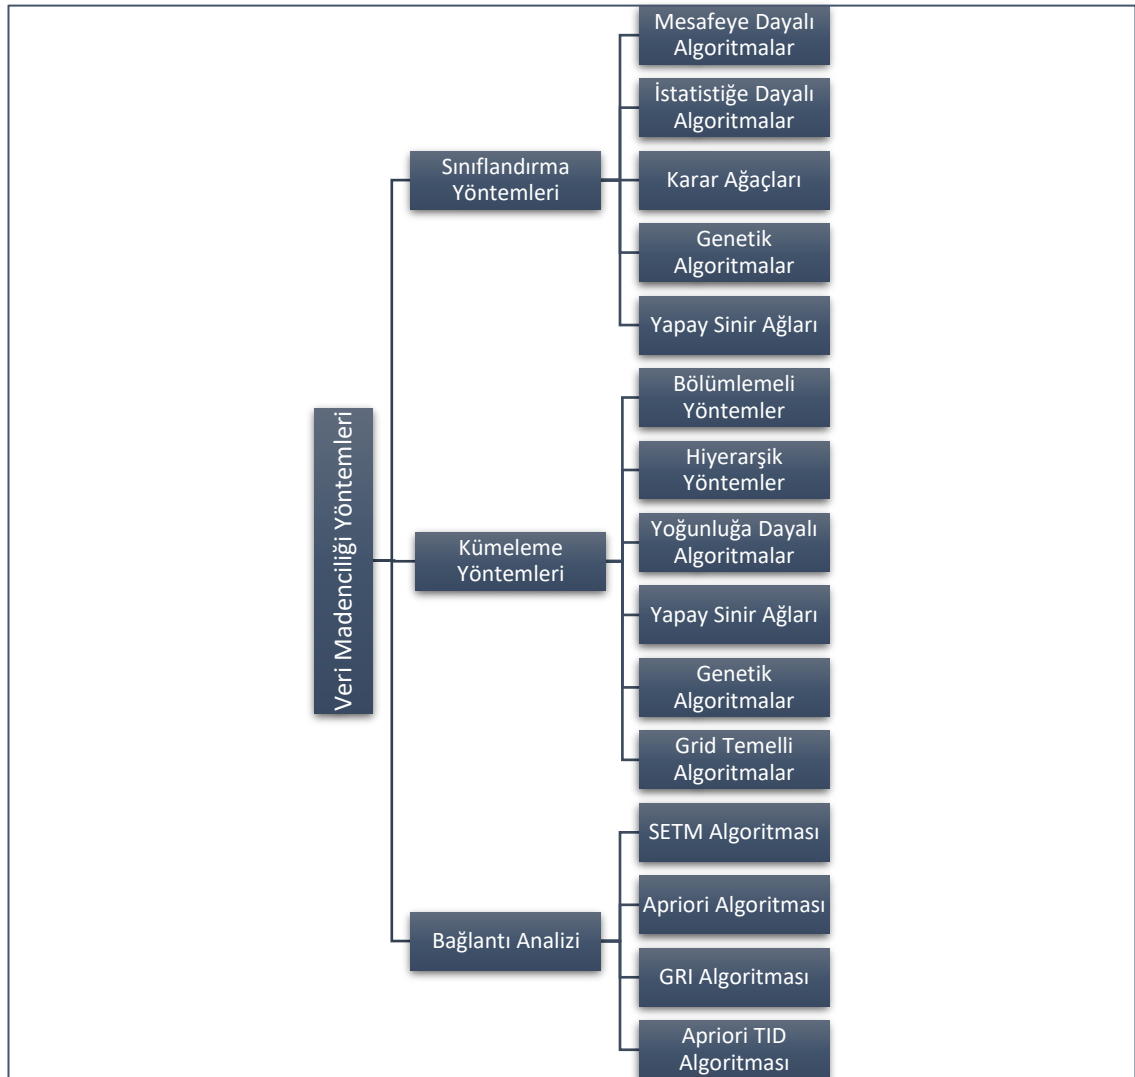 Veri Madenciliği Yöntemleri
Sınıflandırma
Yöntemleri
Mesafeye Dayalı
Algoritmalar
İstatistiğe Dayalı
Algoritmalar
Karar Ağaçları
Genetik
Algoritmalar
Yapay Sinir Ağları
Kümeleme
Yöntemleri
Bölümlemeli
Yöntemler
Hiyerarşik
Yöntemler
Yoğunluğa Dayalı
Algoritmalar
Yapay Sinir Ağları
Genetik
Algoritmalar
Grid Temelli
Algoritmalar
Bağlantı Analizi
SETM Algoritması
Apriori Algoritması
GRI Algoritması
Apriori TID
Algoritması